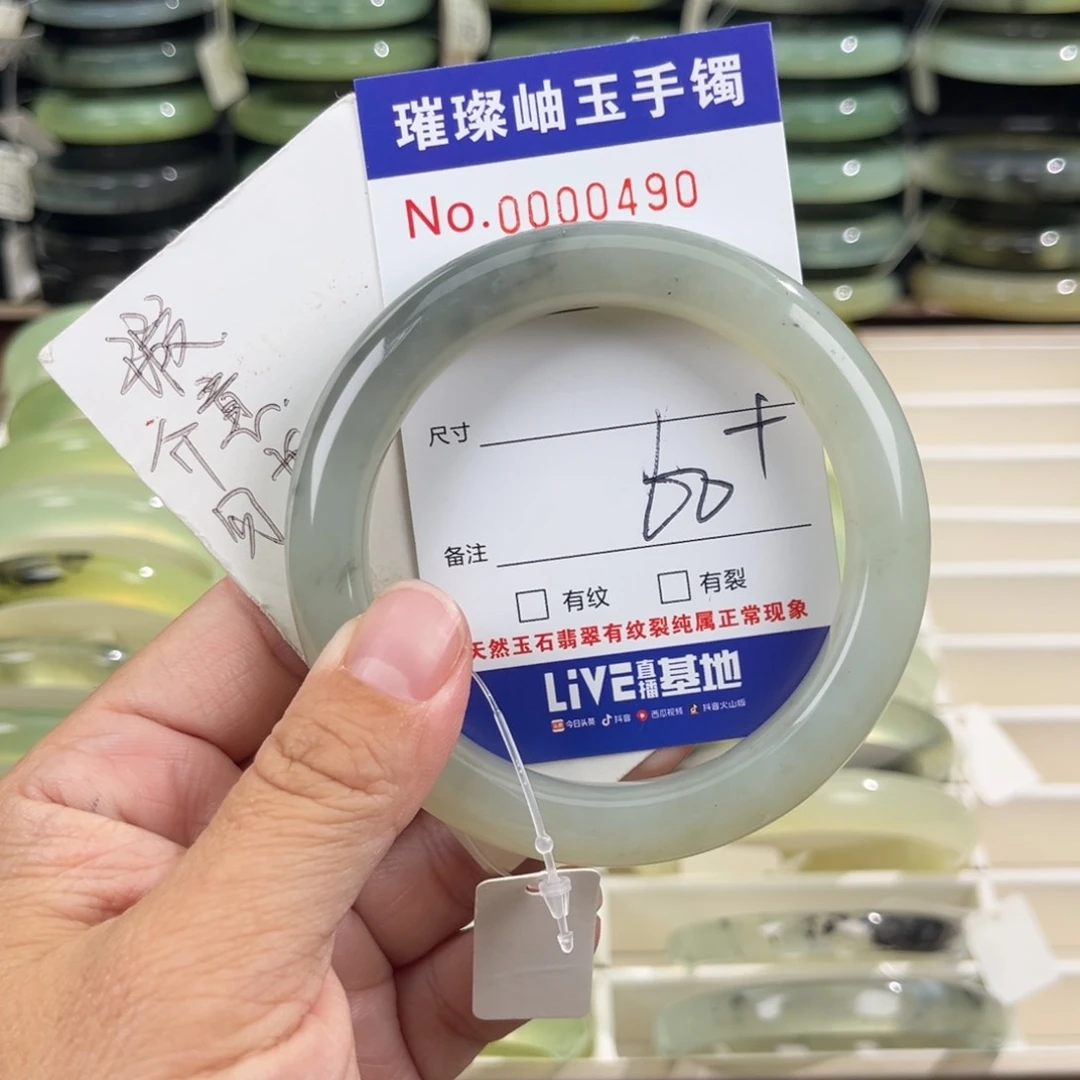 璀璨岫玉手镯
No.0000490
尺寸
60+
备注
有纹 有裂
天然玉石翡翠有纹裂纯属正常现象
LiVE直播基地
今日头条 抖音 西瓜视频 抖音火山版